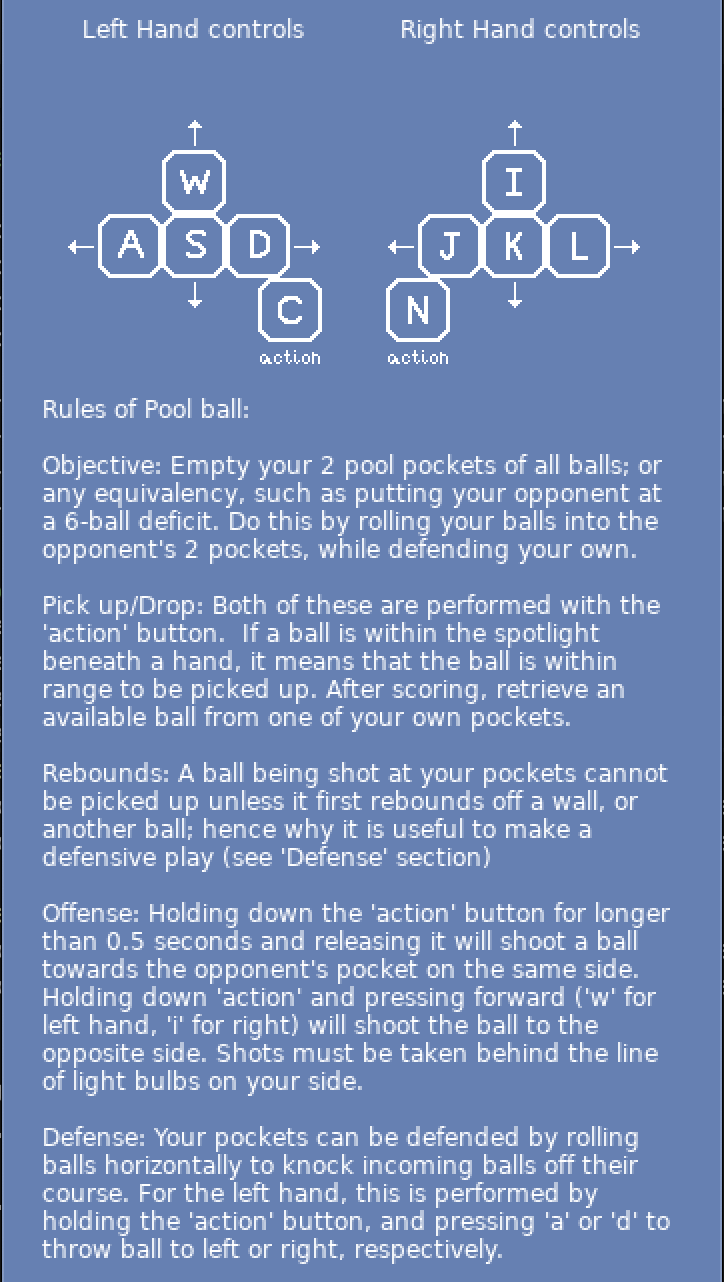 Left Hand controls Right Hand controls
W I
A S D J K L
C N
action action
Rules of Pool ball:
Objective: Empty your 2 pool pockets of all balls; or
any equivalency, such as putting your opponent at
a 6-ball deficit. Do this by rolling your balls into the
opponent's 2 pockets, while defending your own.
Pick up/Drop: Both of these are performed with the
'action' button.  If a ball is within the spotlight
beneath a hand, it means that the ball is within
range to be picked up. After scoring, retrieve an
available ball from one of your own pockets.
Rebounds: A ball being shot at your pockets cannot
be picked up unless it first rebounds off a wall, or
another ball; hence why it is useful to make a
defensive play (see 'Defense' section)
Offense: Holding down the 'action' button for longer
than 0.5 seconds and releasing it will shoot a ball
towards the opponent's pocket on the same side.
Holding down 'action' and pressing forward ('w' for
left hand, 'i' for right) will shoot the ball to the
opposite side. Shots must be taken behind the line
of light bulbs on your side.
Defense: Your pockets can be defended by rolling
balls horizontally to knock incoming balls off their
course. For the left hand, this is performed by
holding the 'action' button, and pressing 'a' or 'd' to
throw ball to left or right, respectively.